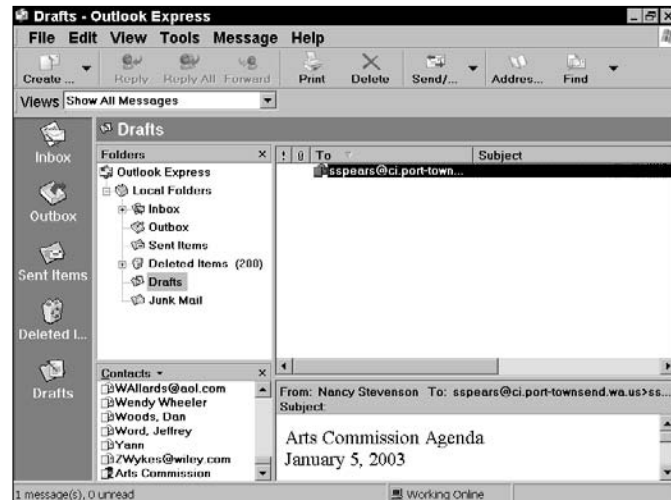 Drafts - Outlook Express
File Edit View Tools Message Help
Create ... Reply Reply All Forward Print Delete Send/... Addres... Find
Views Show All Messages
Drafts
Inbox
Outbox
Sent Items
Deleted I...
Drafts
Folders
Outlook Express
Local Folders
Inbox
Outbox
Sent Items
Deleted Items (200)
Drafts
Junk Mail
! To Subject
sspears@ci.port-town...
Contacts
WAllards@aol.com
Wendy Wheeler
Woods, Dan
Word, Jeffrey
Yann
ZWykes@wiley.com
Arts Commission
From: Nancy Stevenson To: sspears@ci.port-townsend.wa.us>ss...
Subject:
Arts Commission Agenda
January 5, 2003
1 message(s), 0 unread Working Online